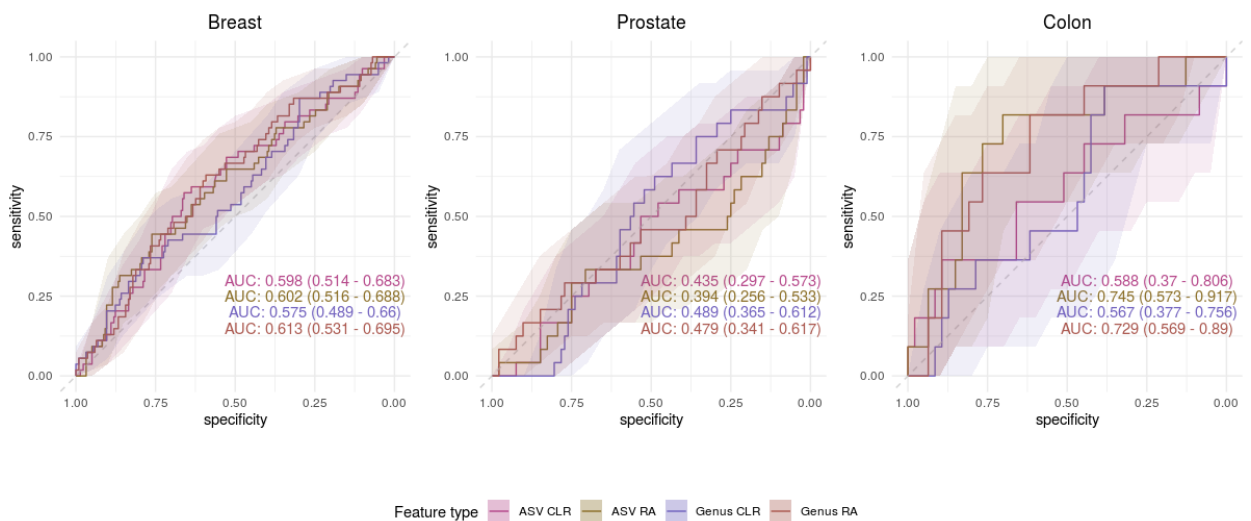 Breast
Prostate
Colon
1.00
0.75
0.50
0.25
0.00
sensitivity
AUC: 0.598 (0.514 - 0.683)
AUC: 0.602 (0.516 - 0.688)
AUC: 0.575 (0.489 - 0.66)
AUC: 0.613 (0.531 - 0.695)
1.00 0.75 0.50 0.25 0.00
specificity
1.00
0.75
0.50
0.25
0.00
sensitivity
AUC: 0.435 (0.297 - 0.573)
AUC: 0.394 (0.256 - 0.533)
AUC: 0.489 (0.365 - 0.612)
AUC: 0.479 (0.341 - 0.617)
1.00 0.75 0.50 0.25 0.00
specificity
1.00
0.75
0.50
0.25
0.00
sensitivity
AUC: 0.588 (0.37 - 0.806)
AUC: 0.745 (0.573 - 0.917)
AUC: 0.567 (0.377 - 0.756)
AUC: 0.729 (0.569 - 0.89)
1.00 0.75 0.50 0.25 0.00
specificity
Feature type ASV CLR ASV RA Genus CLR Genus RA